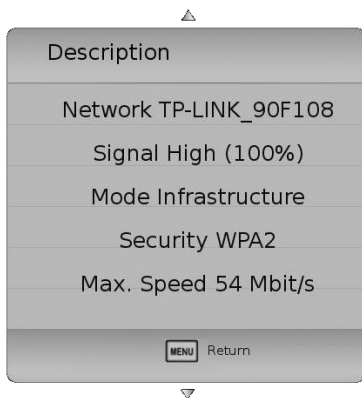 Description
Network TP-LINK_90F108
Signal High (100%)
Mode Infrastructure
Security WPA2
Max. Speed 54 Mbit/s
MENU Return